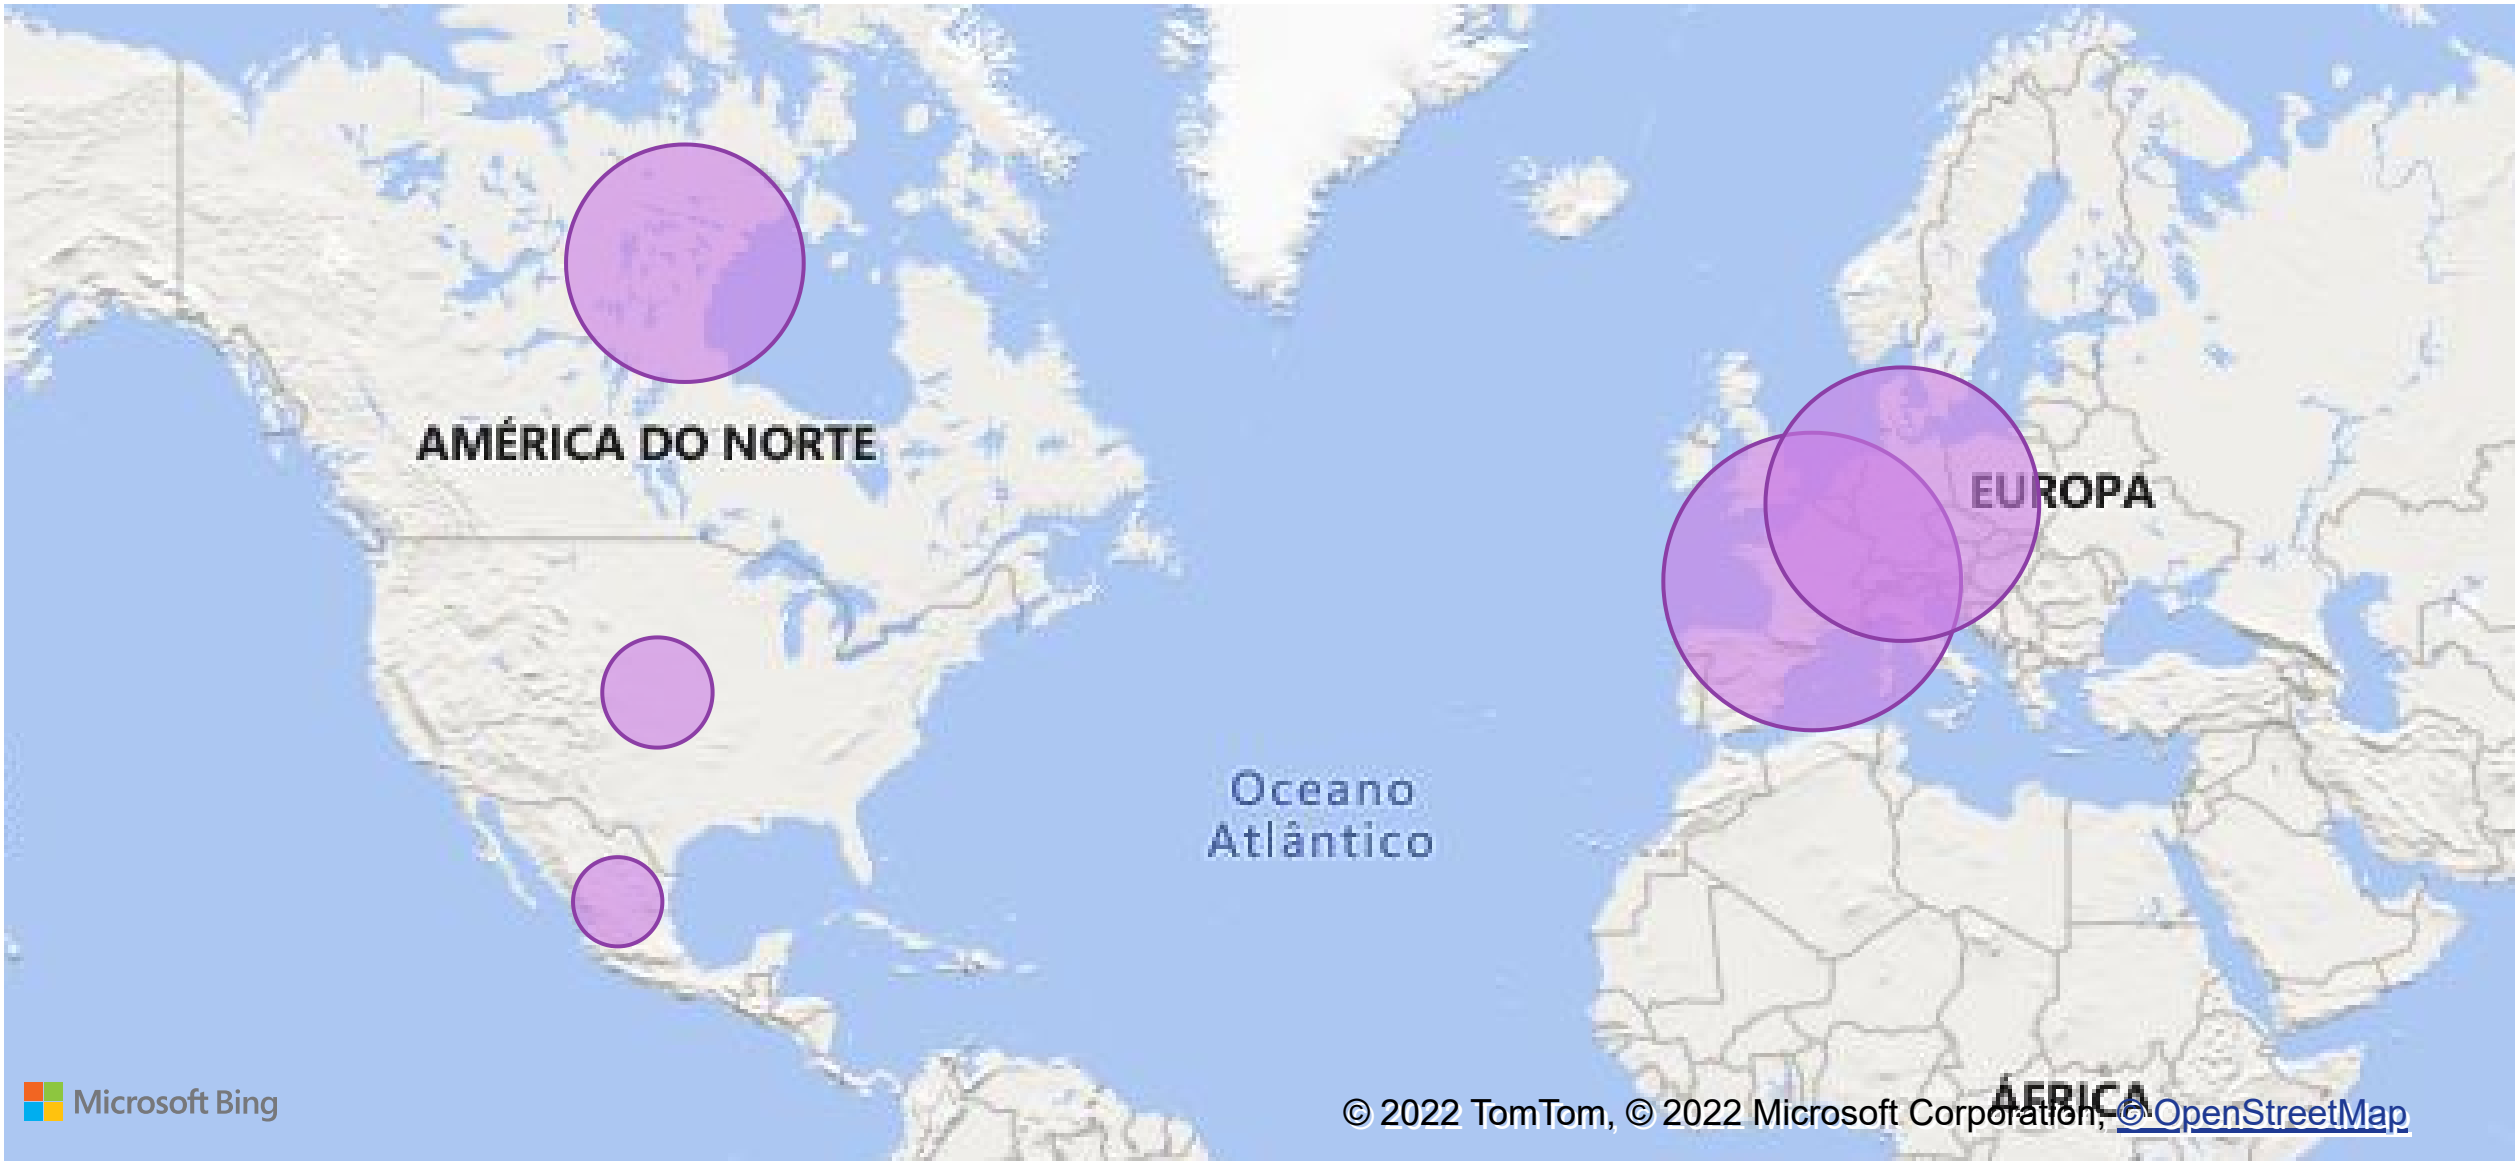 AMÉRICA DO NORTE
EUROPA
Oceano
Atlântico
ÁFRICA
Microsoft Bing
© 2022 TomTom, © 2022 Microsoft Corporation, © OpenStreetMap